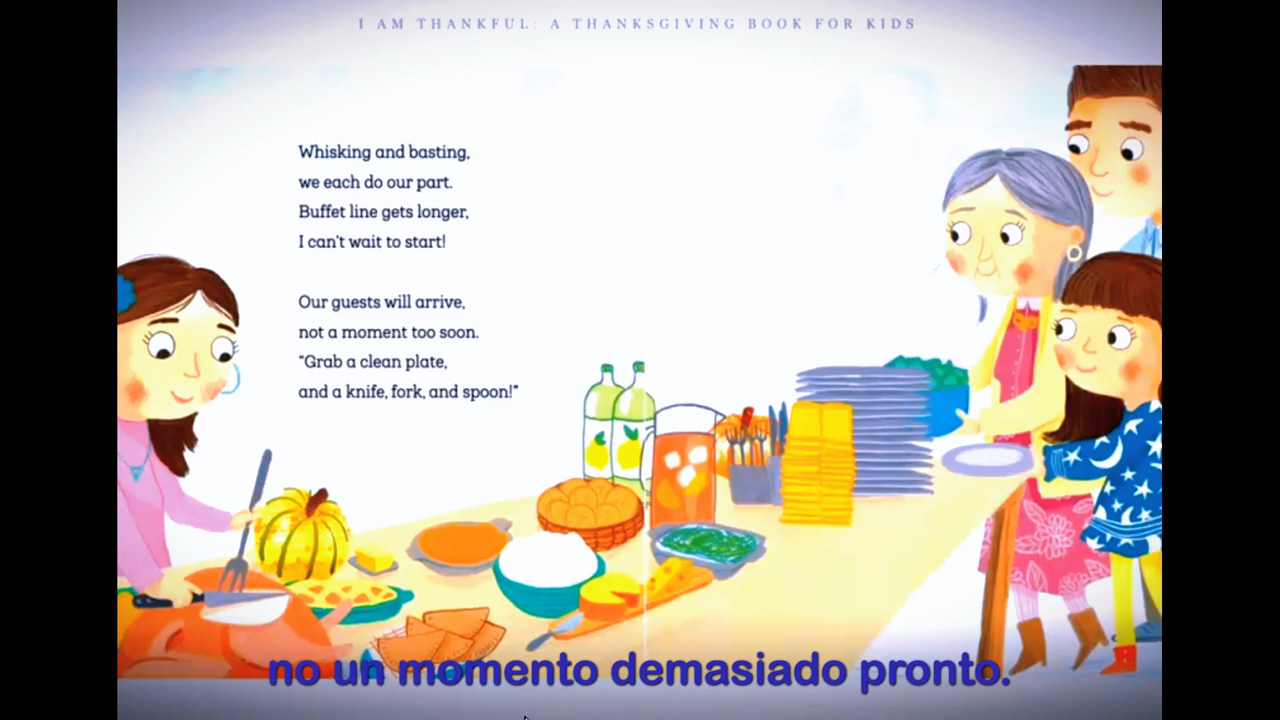 I AM THANKFUL: A THANKSGIVING BOOK FOR KIDS
Whisking and basting,
we each do our part.
Buffet line gets longer,
I can't wait to start!
Our guests will arrive,
not a moment too soon.
"Grab a clean plate,
and a knife, fork, and spoon!"
no un momento demasiado pronto.